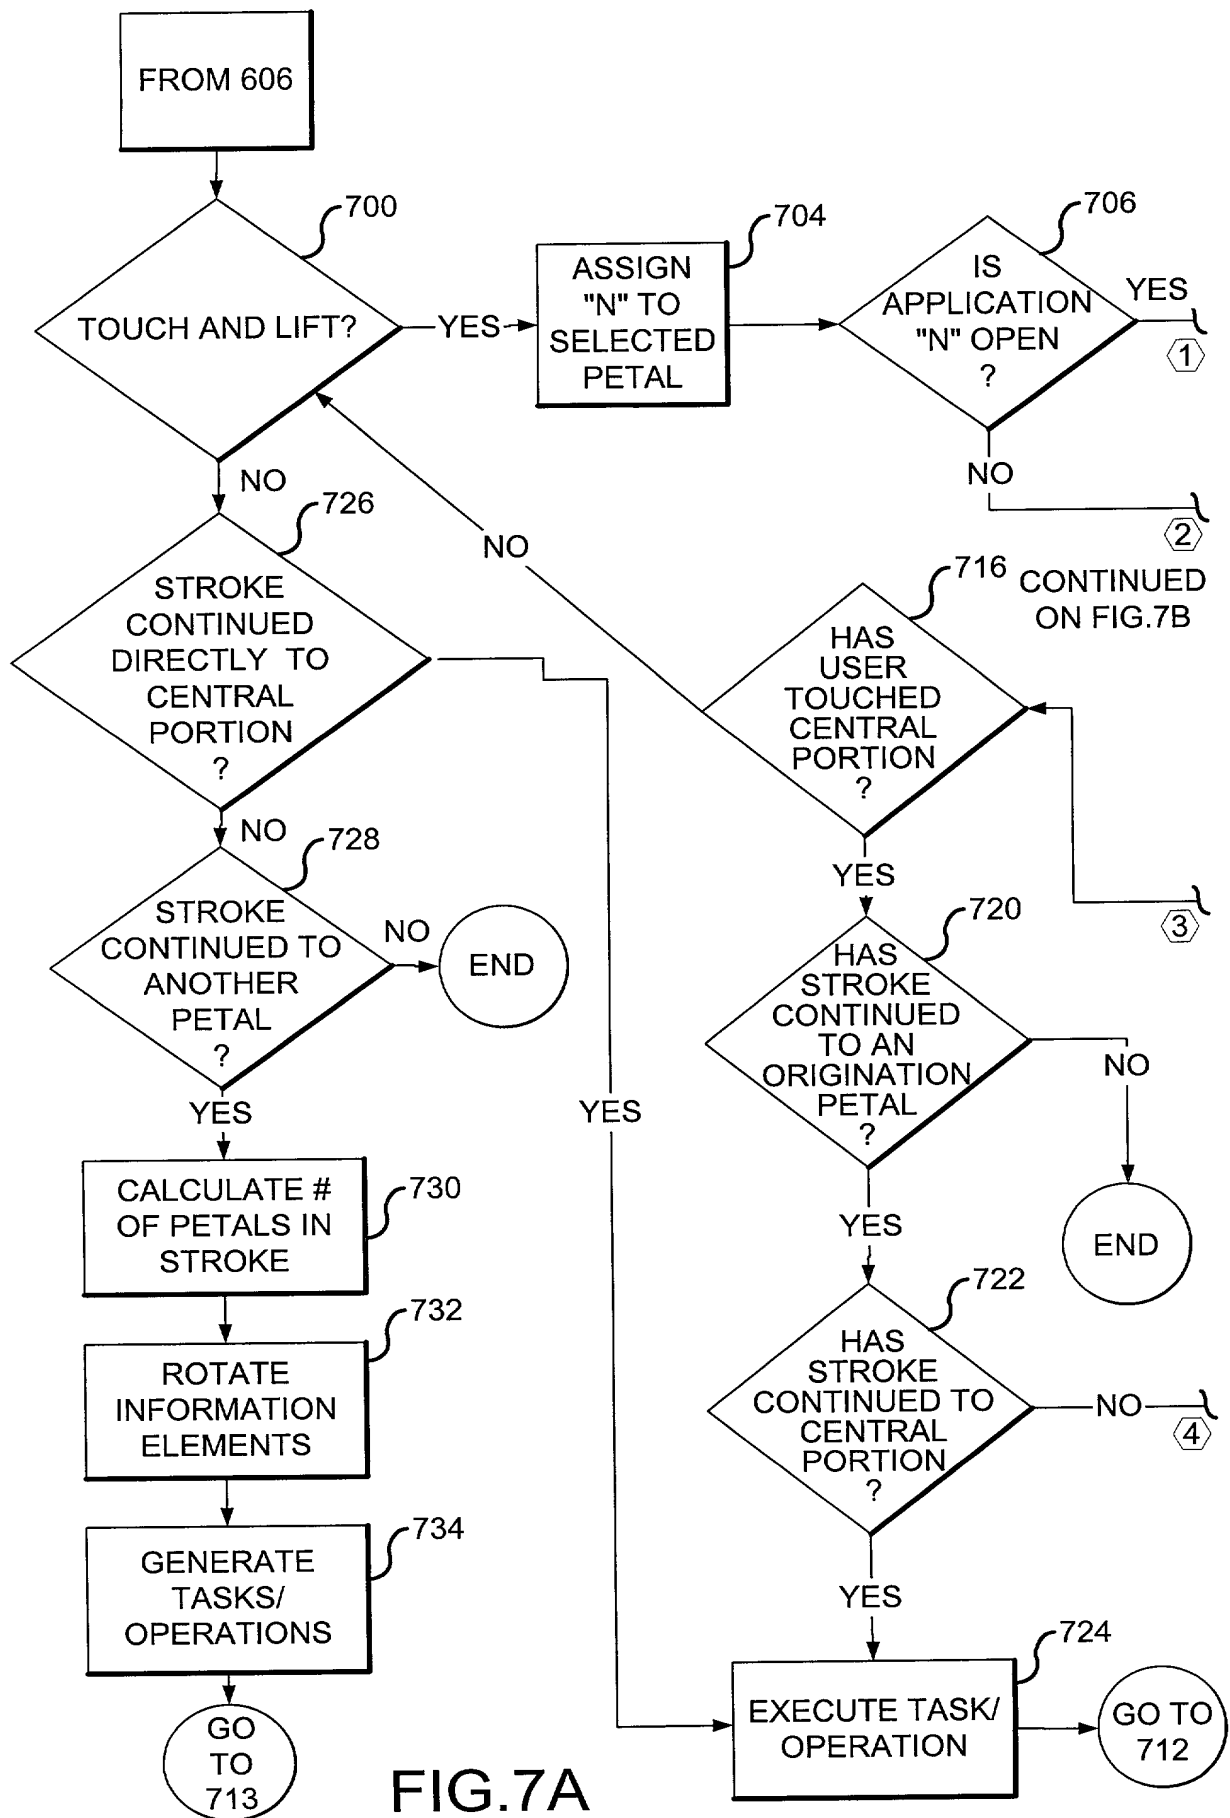 FROM 606
700
TOUCH AND LIFT?
YES
704
ASSIGN
"N" TO
SELECTED
PETAL
706
IS
APPLICATION
"N" OPEN
?
YES
1
NO
2
NO
726
STROKE
CONTINUED
DIRECTLY TO
CENTRAL
PORTION
?
NO
716
CONTINUED
ON FIG.7B
HAS
USER
TOUCHED
CENTRAL
PORTION
?
NO
3
YES
728
STROKE
CONTINUED TO
ANOTHER
PETAL
?
NO
END
YES
720
HAS
STROKE
CONTINUED
TO AN
ORIGINATION
PETAL
?
NO
END
YES
YES
730
CALCULATE #
OF PETALS IN
STROKE
732
ROTATE
INFORMATION
ELEMENTS
722
HAS
STROKE
CONTINUED TO
CENTRAL
PORTION
?
NO
4
YES
734
GENERATE
TASKS/
OPERATIONS
724
EXECUTE TASK/
OPERATION
GO TO
712
GO
TO
713
FIG.7A